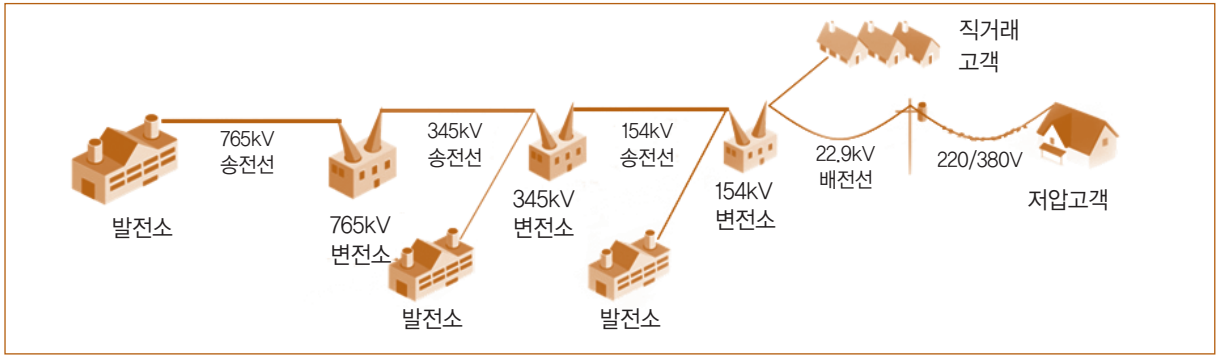 직거래
고객
765kV
송전선
345kV
송전선
154kV
송전선
22.9kV
배전선
220/380V
발전소
765kV
변전소
345kV
변전소
154kV
변전소
저압고객
발전소
발전소